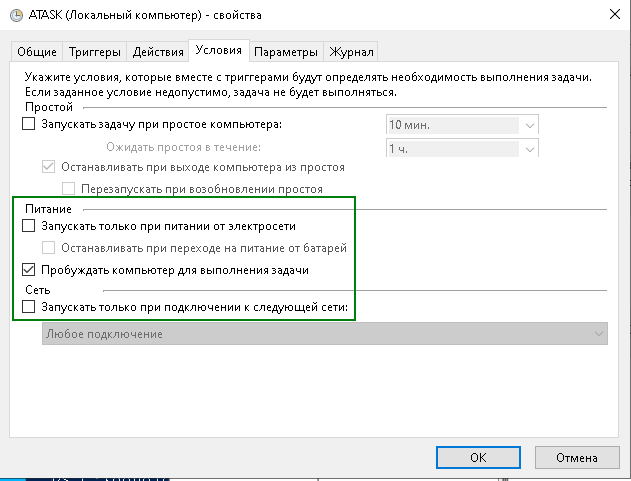 ATASK (Локальный компьютер) - свойства
Общие Триггеры Действия Условия Параметры Журнал
Укажите условия, которые вместе с триггерами будут определять необходимость выполнения задачи.
Если заданное условие недопустимо, задача не будет выполняться.
Простой
Запускать задачу при простое компьютера: 10 мин.
Ожидать простоя в течение: 1 ч.
Останавливать при выходе компьютера из простоя
Перезапускать при возобновлении простоя
Питание
Запускать только при питании от электросети
Останавливать при переходе на питание от батарей
Пробуждать компьютер для выполнения задачи
Сеть
Запускать только при подключении к следующей сети:
Любое подключение
ОК Отмена